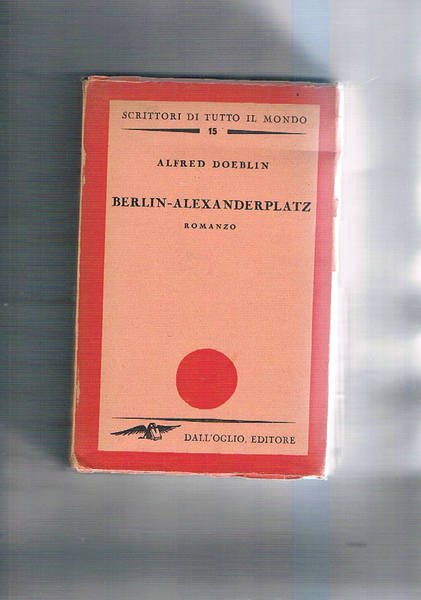 SCRITTORI DI TUTTO IL MONDO
15
ALFRED DOEBLIN
BERLIN-ALEXANDERPLATZ
ROMANZO
DALL'OGLIO, EDITORE